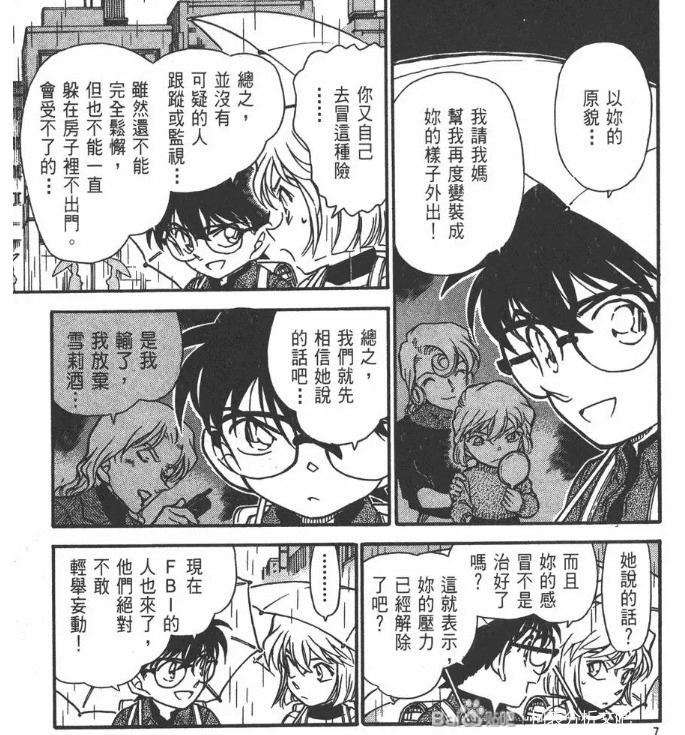 以妳的
原貌⋯
我請我媽
幫我再度變裝成
妳的樣子外出！
你又自己
去冒這種險
⋯⋯
總之，
並沒有
可疑的人
跟蹤或監視⋯
雖然還不能
完全鬆懈，
但也不能一直
躲在房子裡不出門。
會受不了的⋯
總之，
我們就先
相信她說
的話吧⋯
是我
輸了，
我放棄
雪莉酒⋯
她說的話？
而且
妳的感
冒不是
治好了
嗎？
這就表示，
妳的壓力
已經解除
了吧？
⋯⋯⋯
現在
FBI的
人也來了，
他們絕對
不敢
輕舉妄動！
7